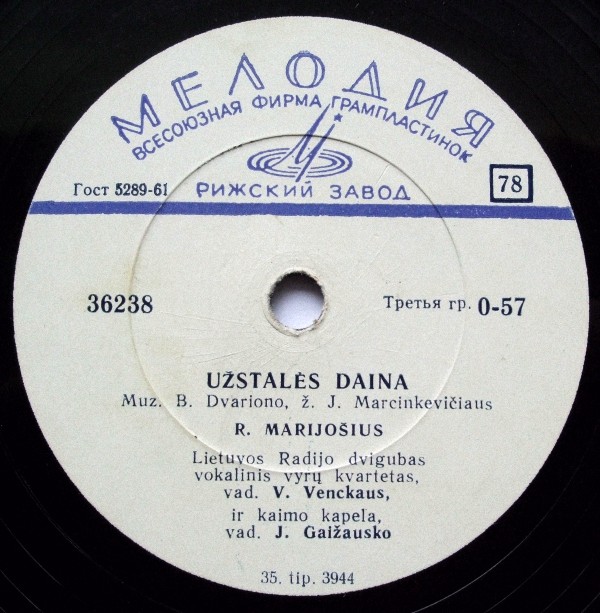 МЕЛОДИЯ
ВСЕСОЮЗНАЯ ФИРМА ГРАМПЛАСТИНОК
Гост 5289-61
РИЖСКИЙ ЗАВОД
78
36238
Третья гр. 0-57
UŽSTALĖS DAINA
Muz. B. Dvariono, ž. J. Marcinkevičiaus
R. MARIJOŠIUS
Lietuvos Radijo dvigubas
vokalinis vyrų kvartetas,
vad. V. Venckaus,
ir kaimo kapela,
vad. J. Gaižausko
35. tip. 3944